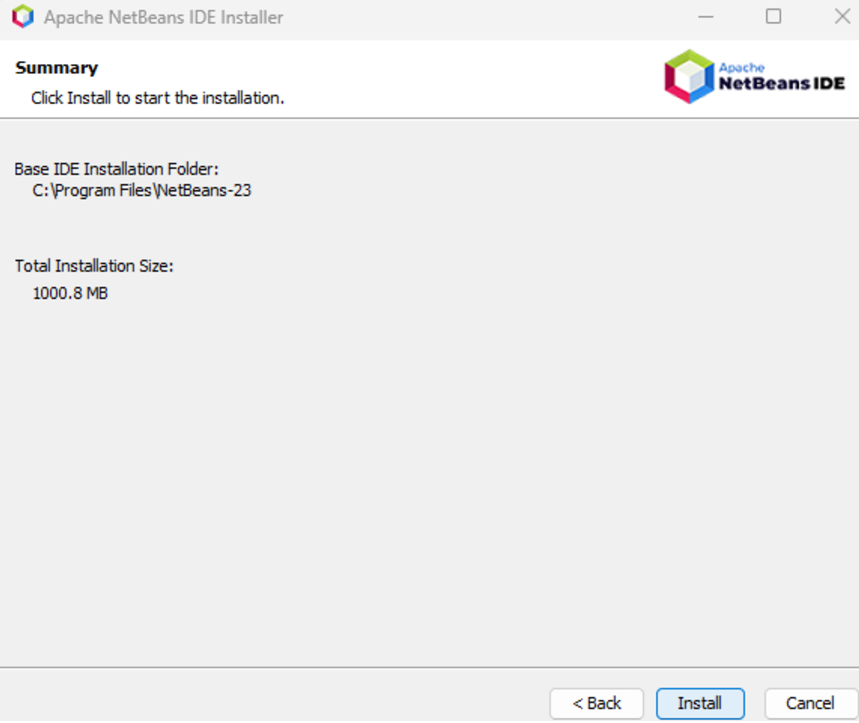 Apache NetBeans IDE Installer
Summary
Click Install to start the installation.
Apache
NetBeans IDE
Base IDE Installation Folder:
C:\Program Files\NetBeans-23
Total Installation Size:
1000.8 MB
< Back
Install
Cancel